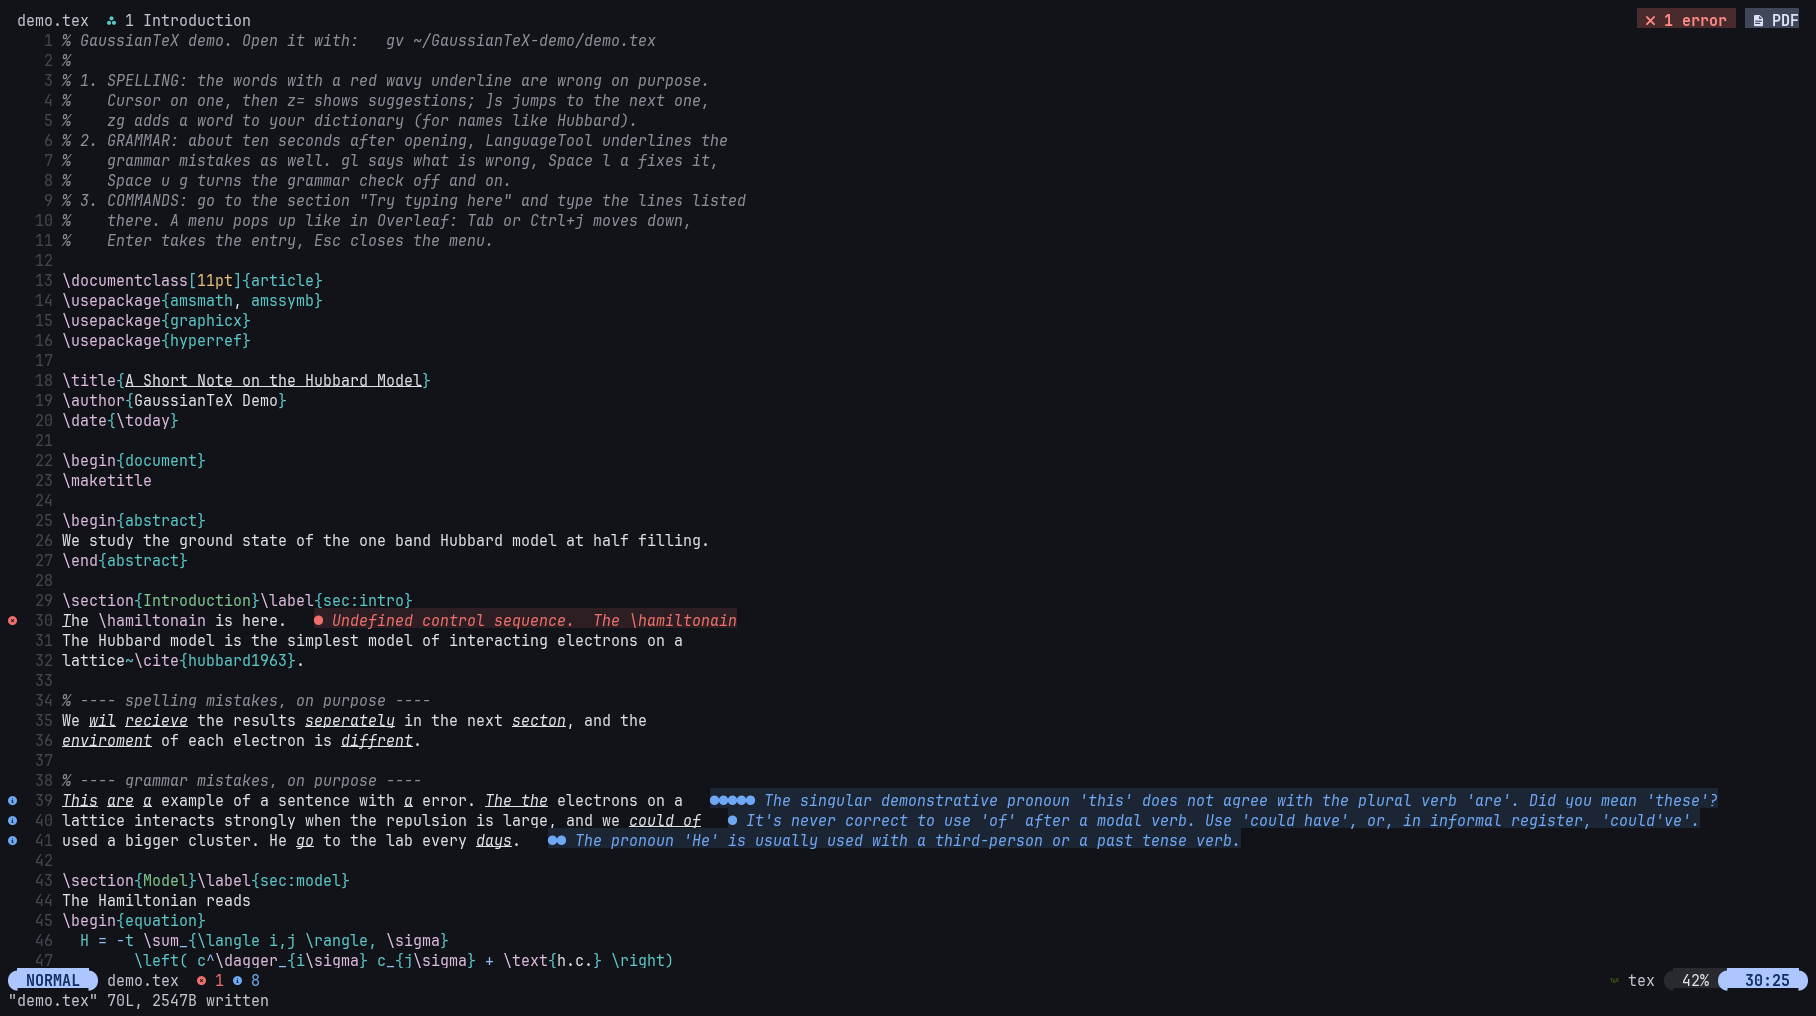 demo.tex 1 Introduction × 1 error PDF
1 % GaussianTeX demo. Open it with:   gv ~/GaussianTeX-demo/demo.tex
2 %
3 % 1. SPELLING: the words with a red wavy underline are wrong on purpose.
4 %    Cursor on one, then z= shows suggestions; ]s jumps to the next one,
5 %    zg adds a word to your dictionary (for names like Hubbard).
6 % 2. GRAMMAR: about ten seconds after opening, LanguageTool underlines the
7 %    grammar mistakes as well. gl says what is wrong, Space l a fixes it,
8 %    Space u g turns the grammar check off and on.
9 % 3. COMMANDS: go to the section "Try typing here" and type the lines listed
10 %    there. A menu pops up like in Overleaf: Tab or Ctrl+j moves down,
11 %    Enter takes the entry, Esc closes the menu.
12
13 \documentclass[11pt]{article}
14 \usepackage{amsmath, amssymb}
15 \usepackage{graphicx}
16 \usepackage{hyperref}
17
18 \title{A Short Note on the Hubbard Model}
19 \author{GaussianTeX Demo}
20 \date{\today}
21
22 \begin{document}
23 \maketitle
24
25 \begin{abstract}
26 We study the ground state of the one band Hubbard model at half filling.
27 \end{abstract}
28
29 \section{Introduction}\label{sec:intro}
30 The \hamiltonain is here.   ● Undefined control sequence.  The \hamiltonain
31 The Hubbard model is the simplest model of interacting electrons on a
32 lattice~\cite{hubbard1963}.
33
34 % ---- spelling mistakes, on purpose ----
35 We wil recieve the results seperately in the next secton, and the
36 enviroment of each electron is diffrent.
37
38 % ---- grammar mistakes, on purpose ----
39 This are a example of a sentence with a error. The the electrons on a   ●●●●● The singular demonstrative pronoun 'this' does not agree with the plural verb 'are'. Did you mean 'these'?
40 lattice interacts strongly when the repulsion is large, and we could of   ● It's never correct to use 'of' after a modal verb. Use 'could have', or, in informal register, 'could've'.
41 used a bigger cluster. He go to the lab every days.   ●● The pronoun 'He' is usually used with a third-person or a past tense verb.
42
43 \section{Model}\label{sec:model}
44 The Hamiltonian reads
45 \begin{equation}
46   H = -t \sum_{\langle i,j \rangle, \sigma}
47         \left( c^\dagger_{i\sigma} c_{j\sigma} + \text{h.c.} \right)
NORMAL demo.tex 1 8 tex 42% 30:25
"demo.tex" 70L, 2547B written